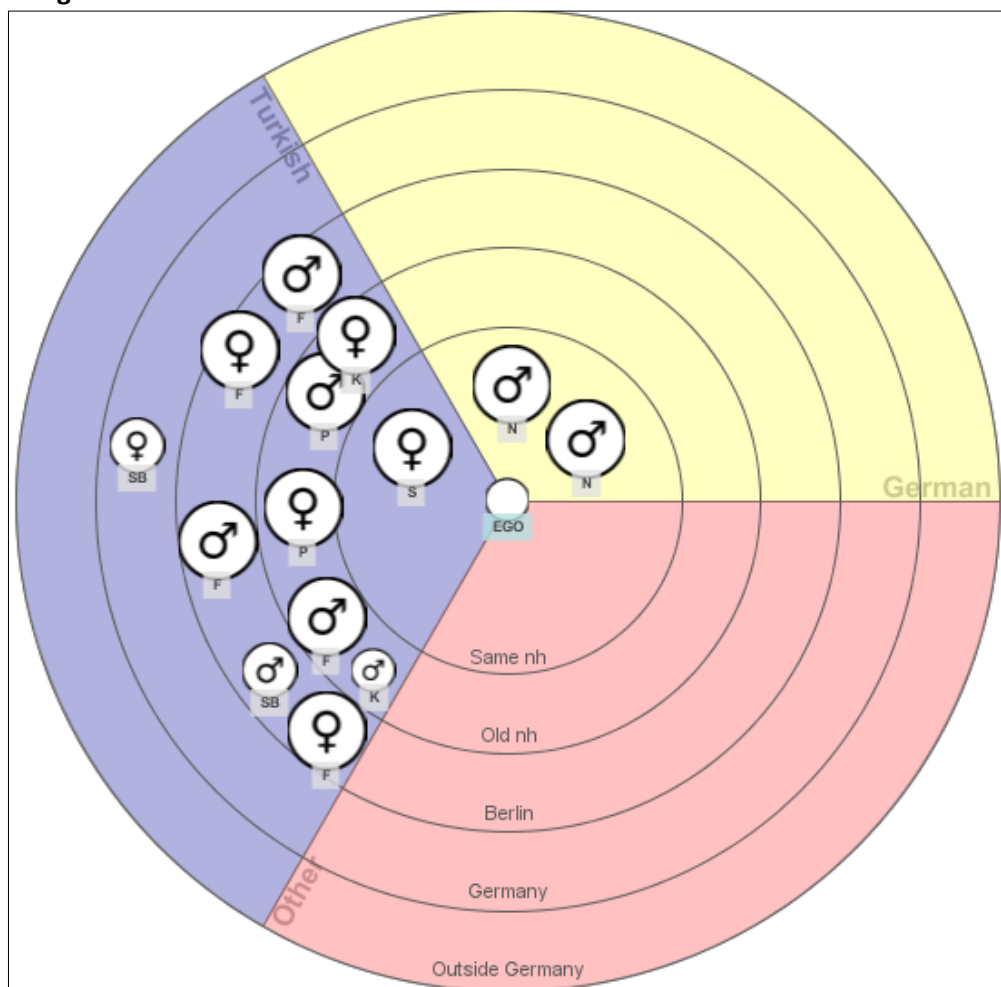 Turkish
F
K
F
P
N
SB
S
N
German
EGO
P
F
F
Same nh
SB
K
Old nh
F
Berlin
Other
Germany
Outside Germany